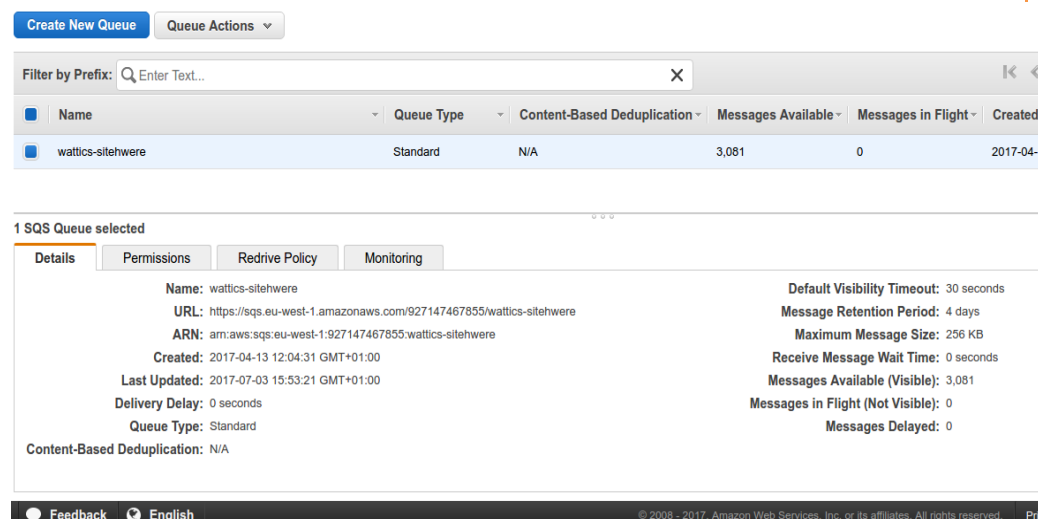 Create New Queue Queue Actions
Filter by Prefix: Enter Text...
Name Queue Type Content-Based Deduplication Messages Available Messages in Flight Created
wattics-sitehwere Standard N/A 3,081 0 2017-04-
1 SQS Queue selected
Details Permissions Redrive Policy Monitoring
Name: wattics-sitehwere
URL: https://sqs.eu-west-1.amazonaws.com/927147467855/wattics-sitehwere
ARN: arn:aws:sqs:eu-west-1:927147467855:wattics-sitehwere
Created: 2017-04-13 12:04:31 GMT+01:00
Last Updated: 2017-07-03 15:53:21 GMT+01:00
Delivery Delay: 0 seconds
Queue Type: Standard
Content-Based Deduplication: N/A
Default Visibility Timeout: 30 seconds
Message Retention Period: 4 days
Maximum Message Size: 256 KB
Receive Message Wait Time: 0 seconds
Messages Available (Visible): 3,081
Messages in Flight (Not Visible): 0
Messages Delayed: 0
Feedback English © 2008 - 2017, Amazon Web Services, Inc. or its affiliates. All rights reserved.